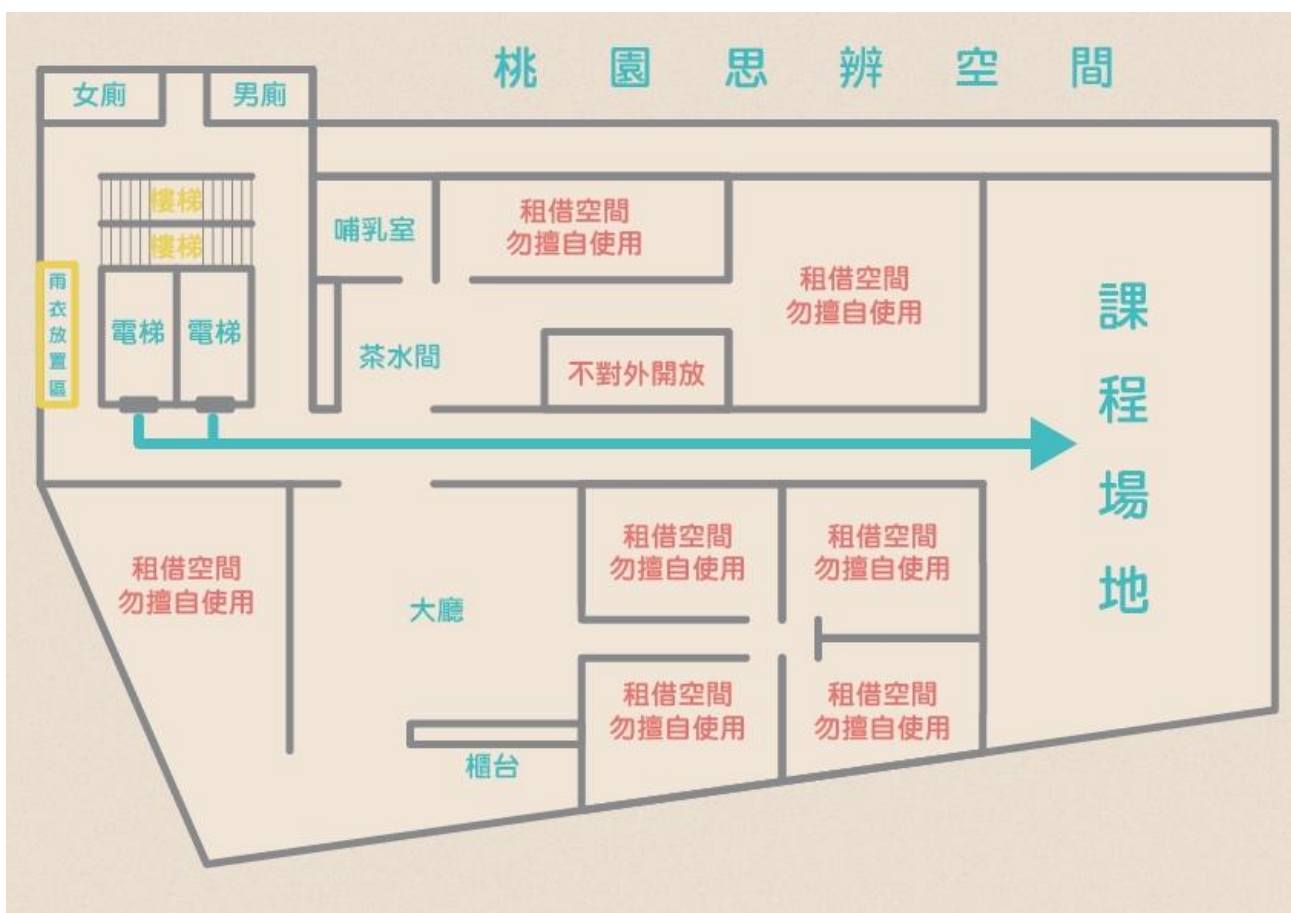 桃園思辨空間
女廁
男廁
樓梯
樓梯
哺乳室
租借空間
勿擅自使用
租借空間
勿擅自使用
雨衣放置區
電梯
電梯
茶水間
不對外開放
課程場地
租借空間
勿擅自使用
大廳
租借空間
勿擅自使用
租借空間
勿擅自使用
租借空間
勿擅自使用
租借空間
勿擅自使用
櫃台